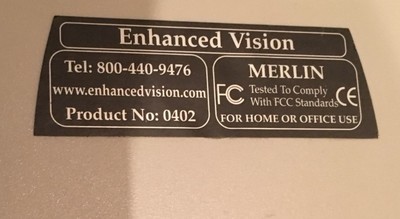 Enhanced Vision
Tel: 800-440-9476
www.enhancedvision.com
Product No: 0402
MERLIN
FC Tested To Comply
With FCC Standards CE
FOR HOME OR OFFICE USE